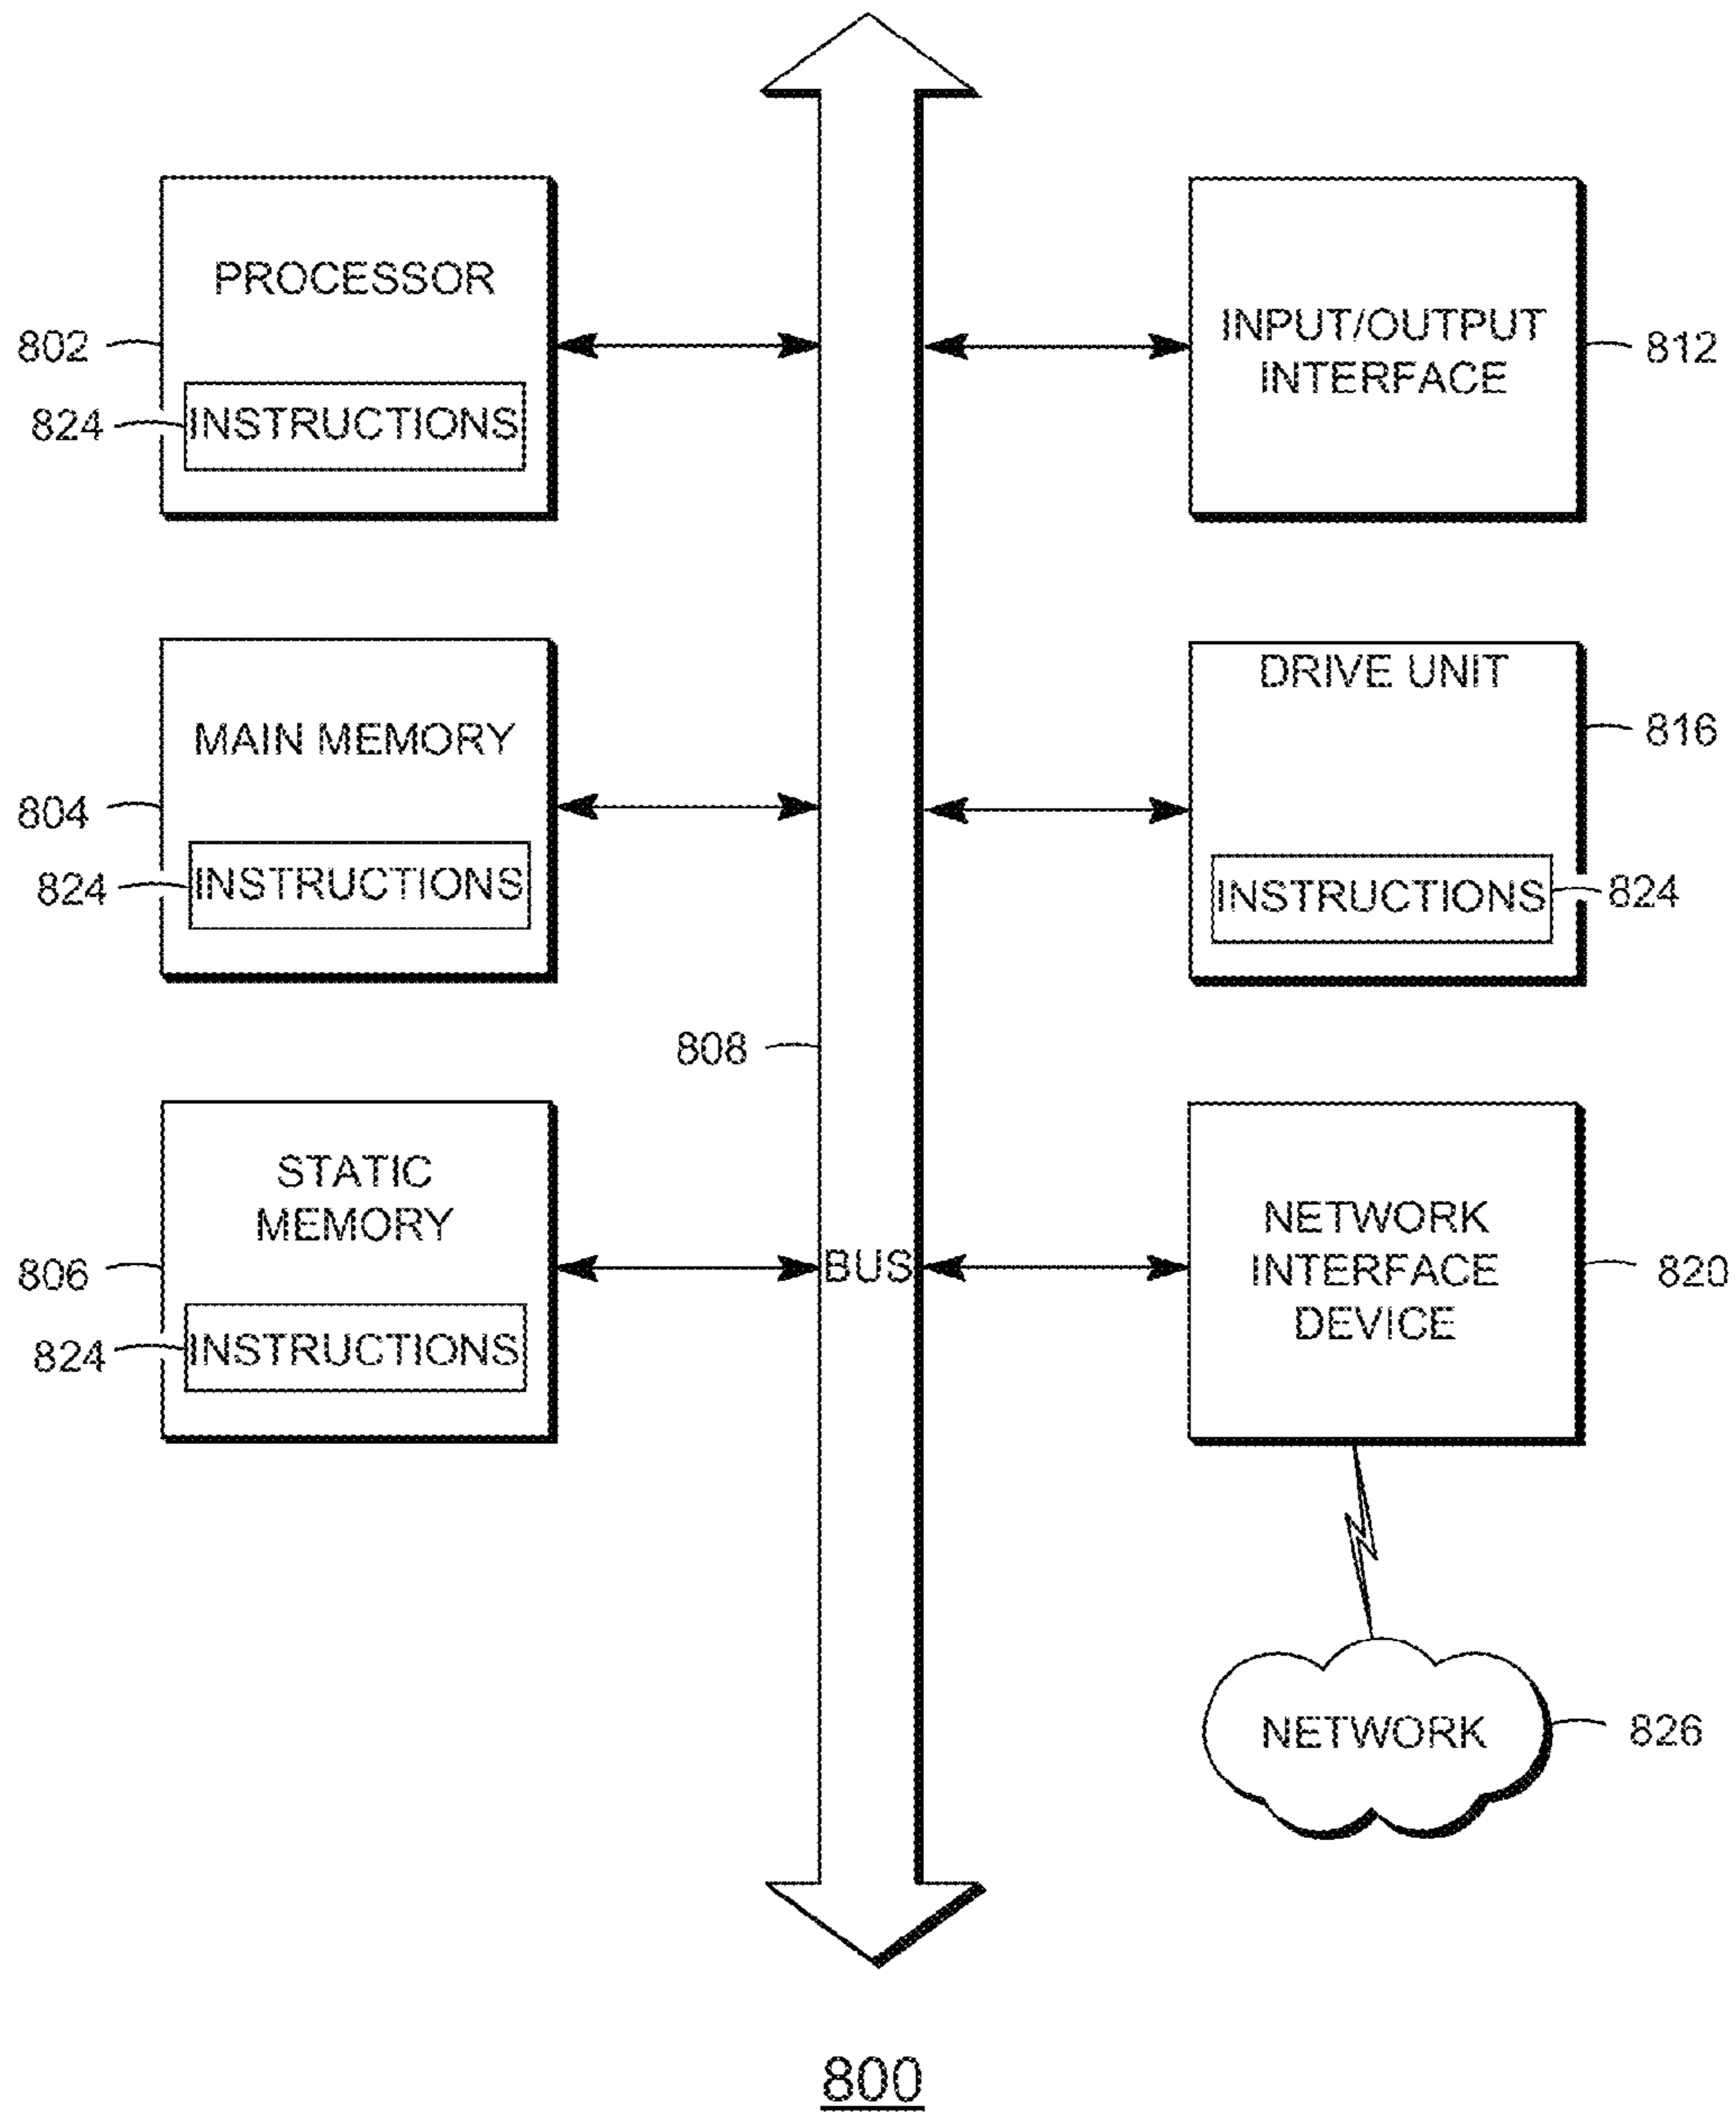 PROCESSOR
802
824
INSTRUCTIONS
INPUT/OUTPUT
INTERFACE
812
MAIN MEMORY
804
824
INSTRUCTIONS
DRIVE UNIT
816
INSTRUCTIONS
824
808
STATIC
MEMORY
806
824
INSTRUCTIONS
BUS
NETWORK
INTERFACE
DEVICE
820
NETWORK
826
800